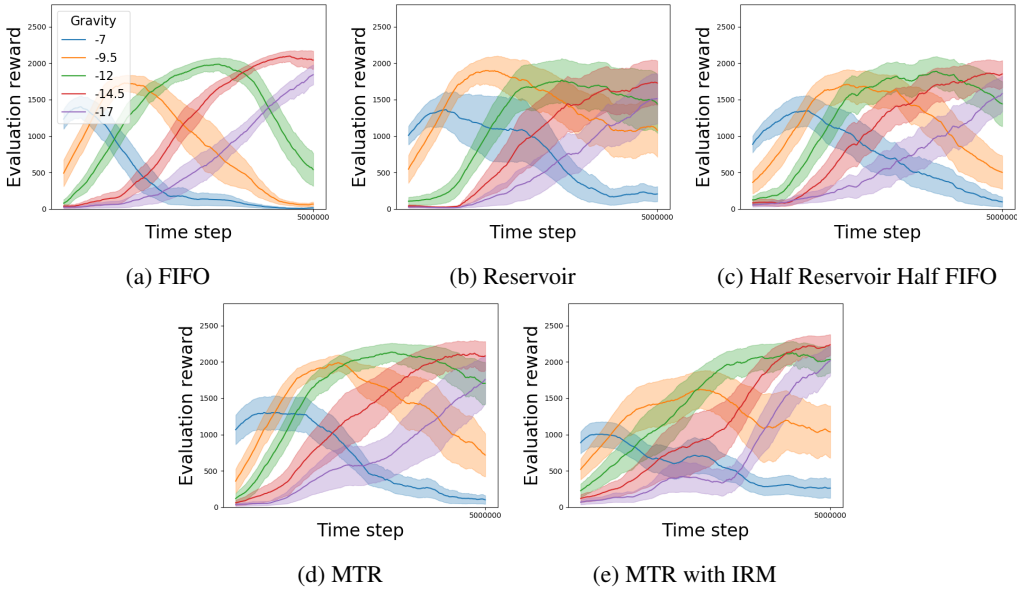 Gravity
-7
-9.5
-12
-14.5
-17
2500
2000
1500
1000
500
0
5000000
Evaluation reward
Time step
(a) FIFO
2500
2000
1500
1000
500
0
5000000
Evaluation reward
Time step
(b) Reservoir
2500
2000
1500
1000
500
0
5000000
Evaluation reward
Time step
(c) Half Reservoir Half FIFO
2500
2000
1500
1000
500
0
5000000
Evaluation reward
Time step
(d) MTR
2500
2000
1500
1000
500
0
5000000
Evaluation reward
Time step
(e) MTR with IRM